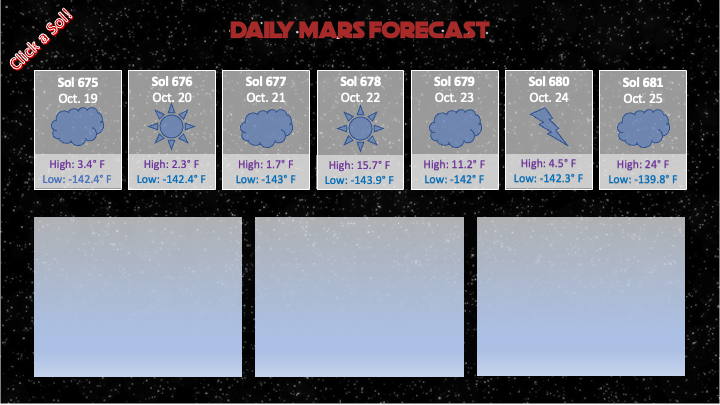 Click a Sol!
DAILY MARS FORECAST
Sol 675
Oct. 19
High: 3.4° F
Low: -142.4° F
Sol 676
Oct. 20
High: 2.3° F
Low: -142.4° F
Sol 677
Oct. 21
High: 1.7° F
Low: -143° F
Sol 678
Oct. 22
High: 15.7° F
Low: -143.9° F
Sol 679
Oct. 23
High: 11.2° F
Low: -142° F
Sol 680
Oct. 24
High: 4.5° F
Low: -142.3° F
Sol 681
Oct. 25
High: 24° F
Low: -139.8° F